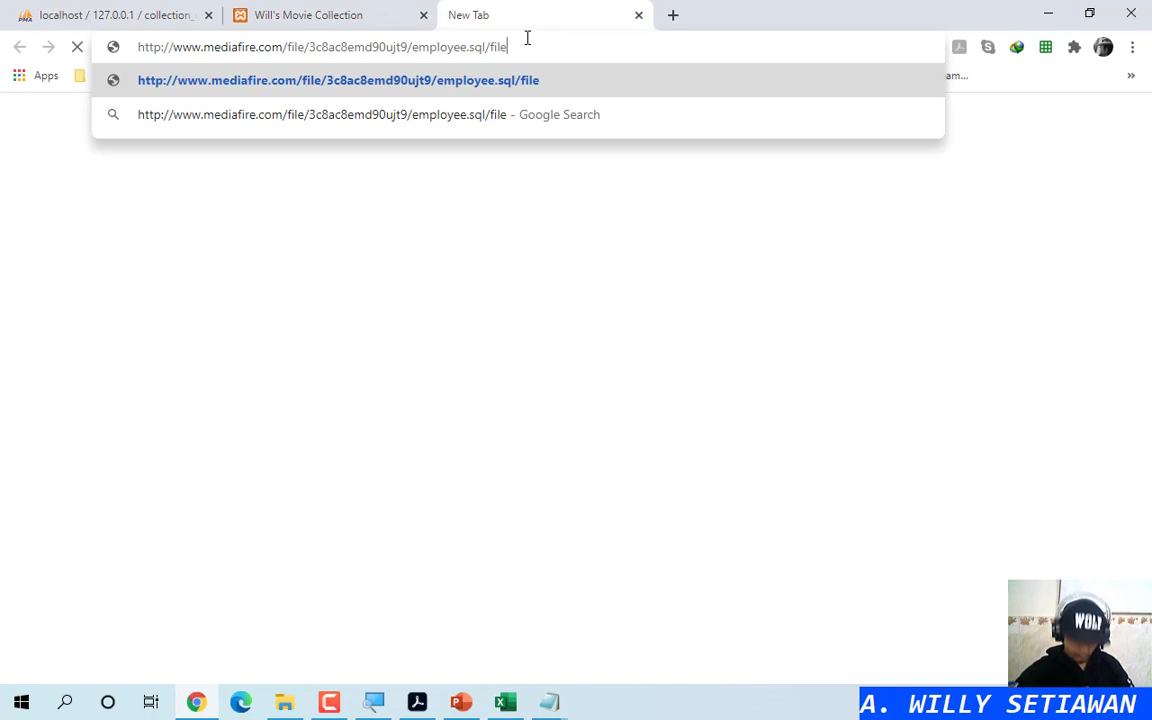 localhost / 127.0.0.1 / collection_
Will's Movie Collection
New Tab
http://www.mediafire.com/file/3c8ac8emd90ujt9/employee.sql/file
Apps
am...
http://www.mediafire.com/file/3c8ac8emd90ujt9/employee.sql/file
http://www.mediafire.com/file/3c8ac8emd90ujt9/employee.sql/file - Google Search
WOLF
A. WILLY SETIAWAN